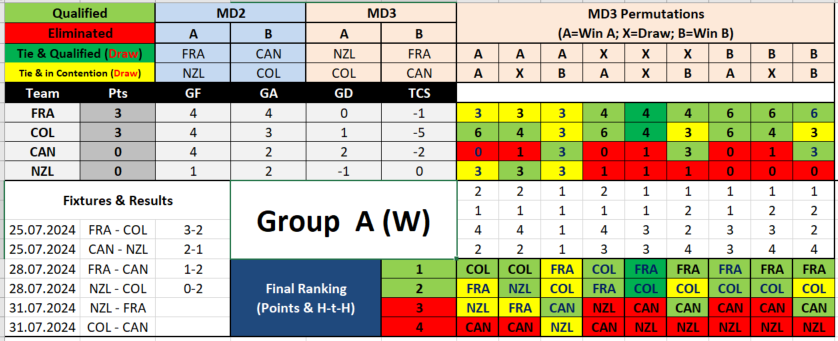 Qualified MD2 MD3 MD3 Permutations
Eliminated A B A B (A=Win A; X=Draw; B=Win B)
Tie & Qualified (Draw) FRA CAN NZL FRA A A A X X X B B B
Tie & in Contention (Draw) NZL COL COL CAN A X B A X B A X B
Team Pts GF GA GD TCS
FRA 3 4 4 0 -1 3 3 3 4 4 4 6 6 6
COL 3 4 3 1 -5 6 4 3 6 4 3 6 4 3
CAN 0 4 2 2 -2 0 1 3 0 1 3 0 1 3
NZL 0 1 2 -1 0 3 3 3 1 1 1 0 0 0
2 2 1 2 1 1 1 1 1
Fixtures & Results 1 1 1 1 1 2 1 2 2
25.07.2024 FRA - COL 3-2 Group A (W) 4 4 1 4 3 2 3 3 2
25.07.2024 CAN - NZL 2-1 2 2 1 3 3 4 3 4 4
28.07.2024 FRA - CAN 1-2 1 COL COL FRA COL FRA FRA FRA FRA FRA
28.07.2024 NZL - COL 0-2 Final Ranking 2 FRA NZL COL FRA COL COL COL COL COL
31.07.2024 NZL - FRA (Points & H-t-H) 3 NZL FRA CAN NZL CAN CAN CAN CAN CAN
31.07.2024 COL - CAN 4 CAN CAN NZL CAN NZL NZL NZL NZL NZL